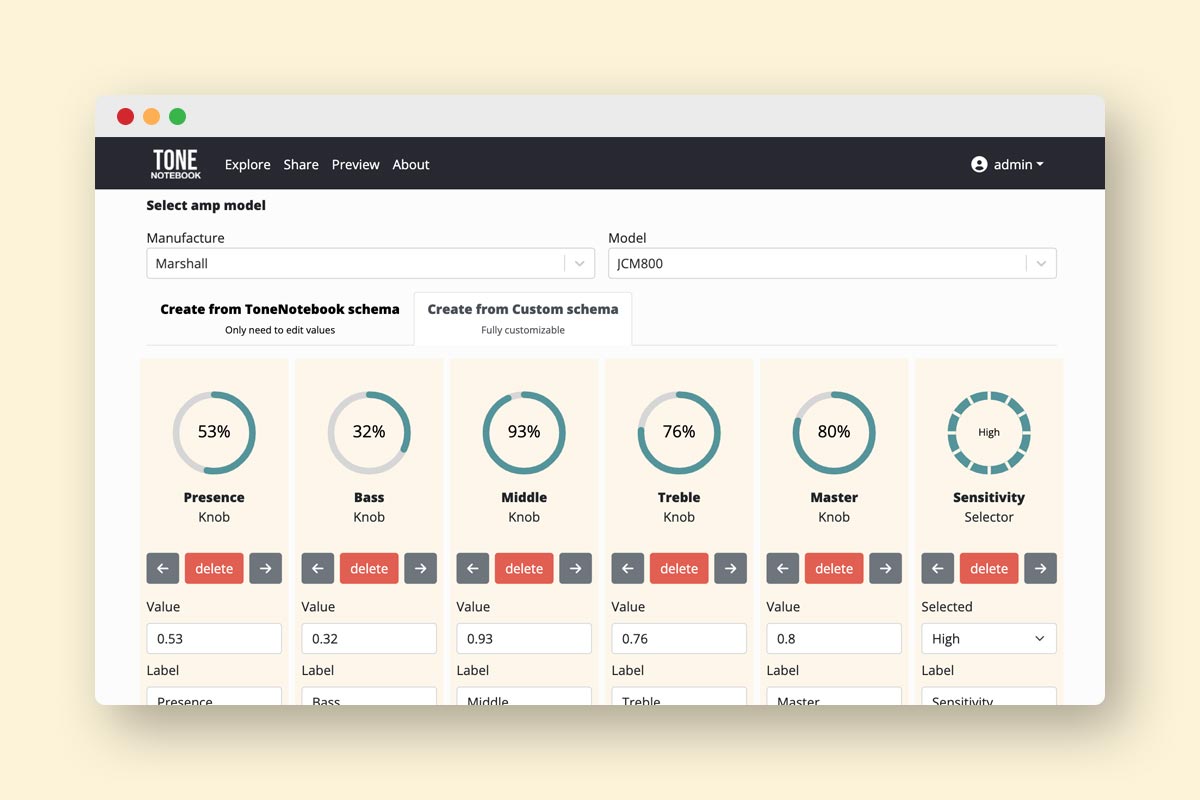 TONE
NOTEBOOK
Explore Share Preview About
admin
Select amp model
Manufacture Model
Marshall JCM800
Create from ToneNotebook schema Create from Custom schema
Only need to edit values Fully customizable
53% 32% 93% 76% 80% High
Presence Bass Middle Treble Master Sensitivity
Knob Knob Knob Knob Knob Selector
← delete → ← delete → ← delete → ← delete → ← delete → ← delete →
Value Value Value Value Value Selected
0.53 0.32 0.93 0.76 0.8 High
Label Label Label Label Label Label
Presence Bass Middle Treble Master Sensitivity